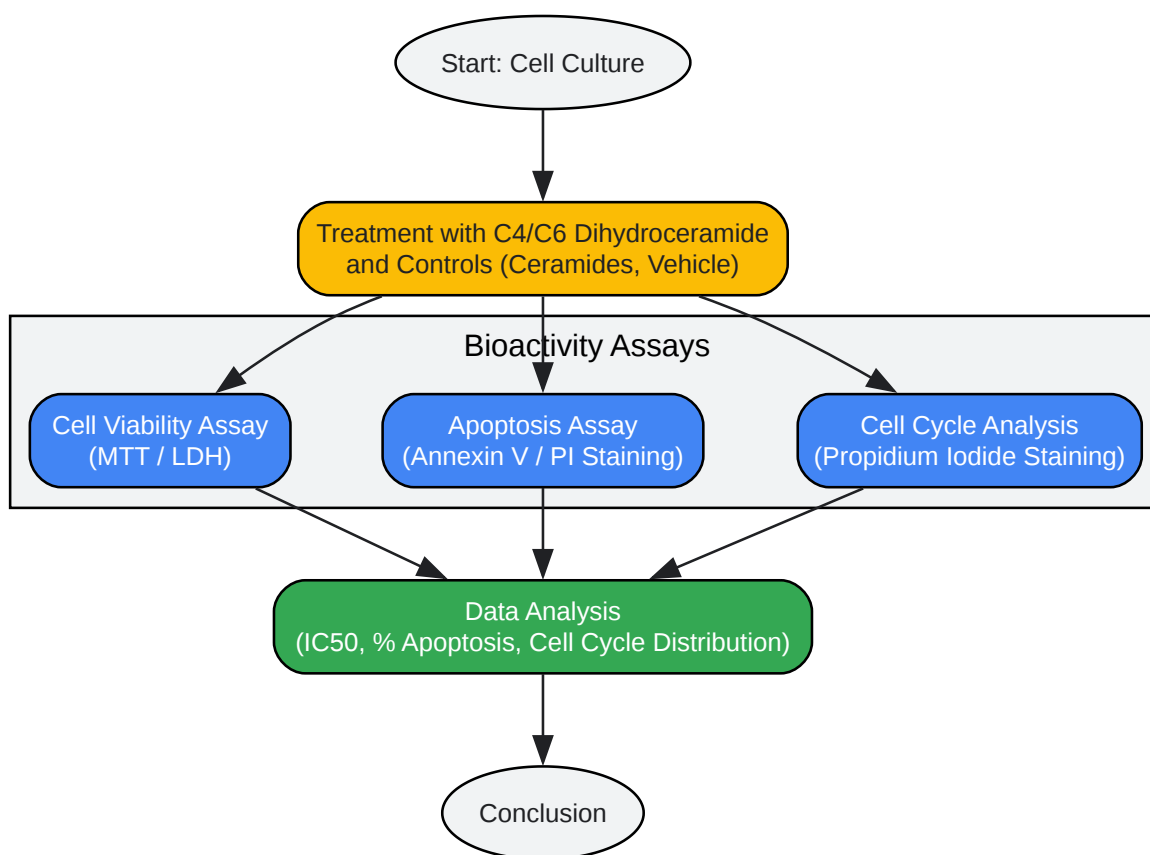 Start: Cell Culture
Treatment with C4/C6 Dihydroceramide
and Controls (Ceramides, Vehicle)
Bioactivity Assays
Cell Viability Assay
(MTT / LDH)
Apoptosis Assay
(Annexin V / PI Staining)
Cell Cycle Analysis
(Propidium Iodide Staining)
Data Analysis
(IC50, % Apoptosis, Cell Cycle Distribution)
Conclusion